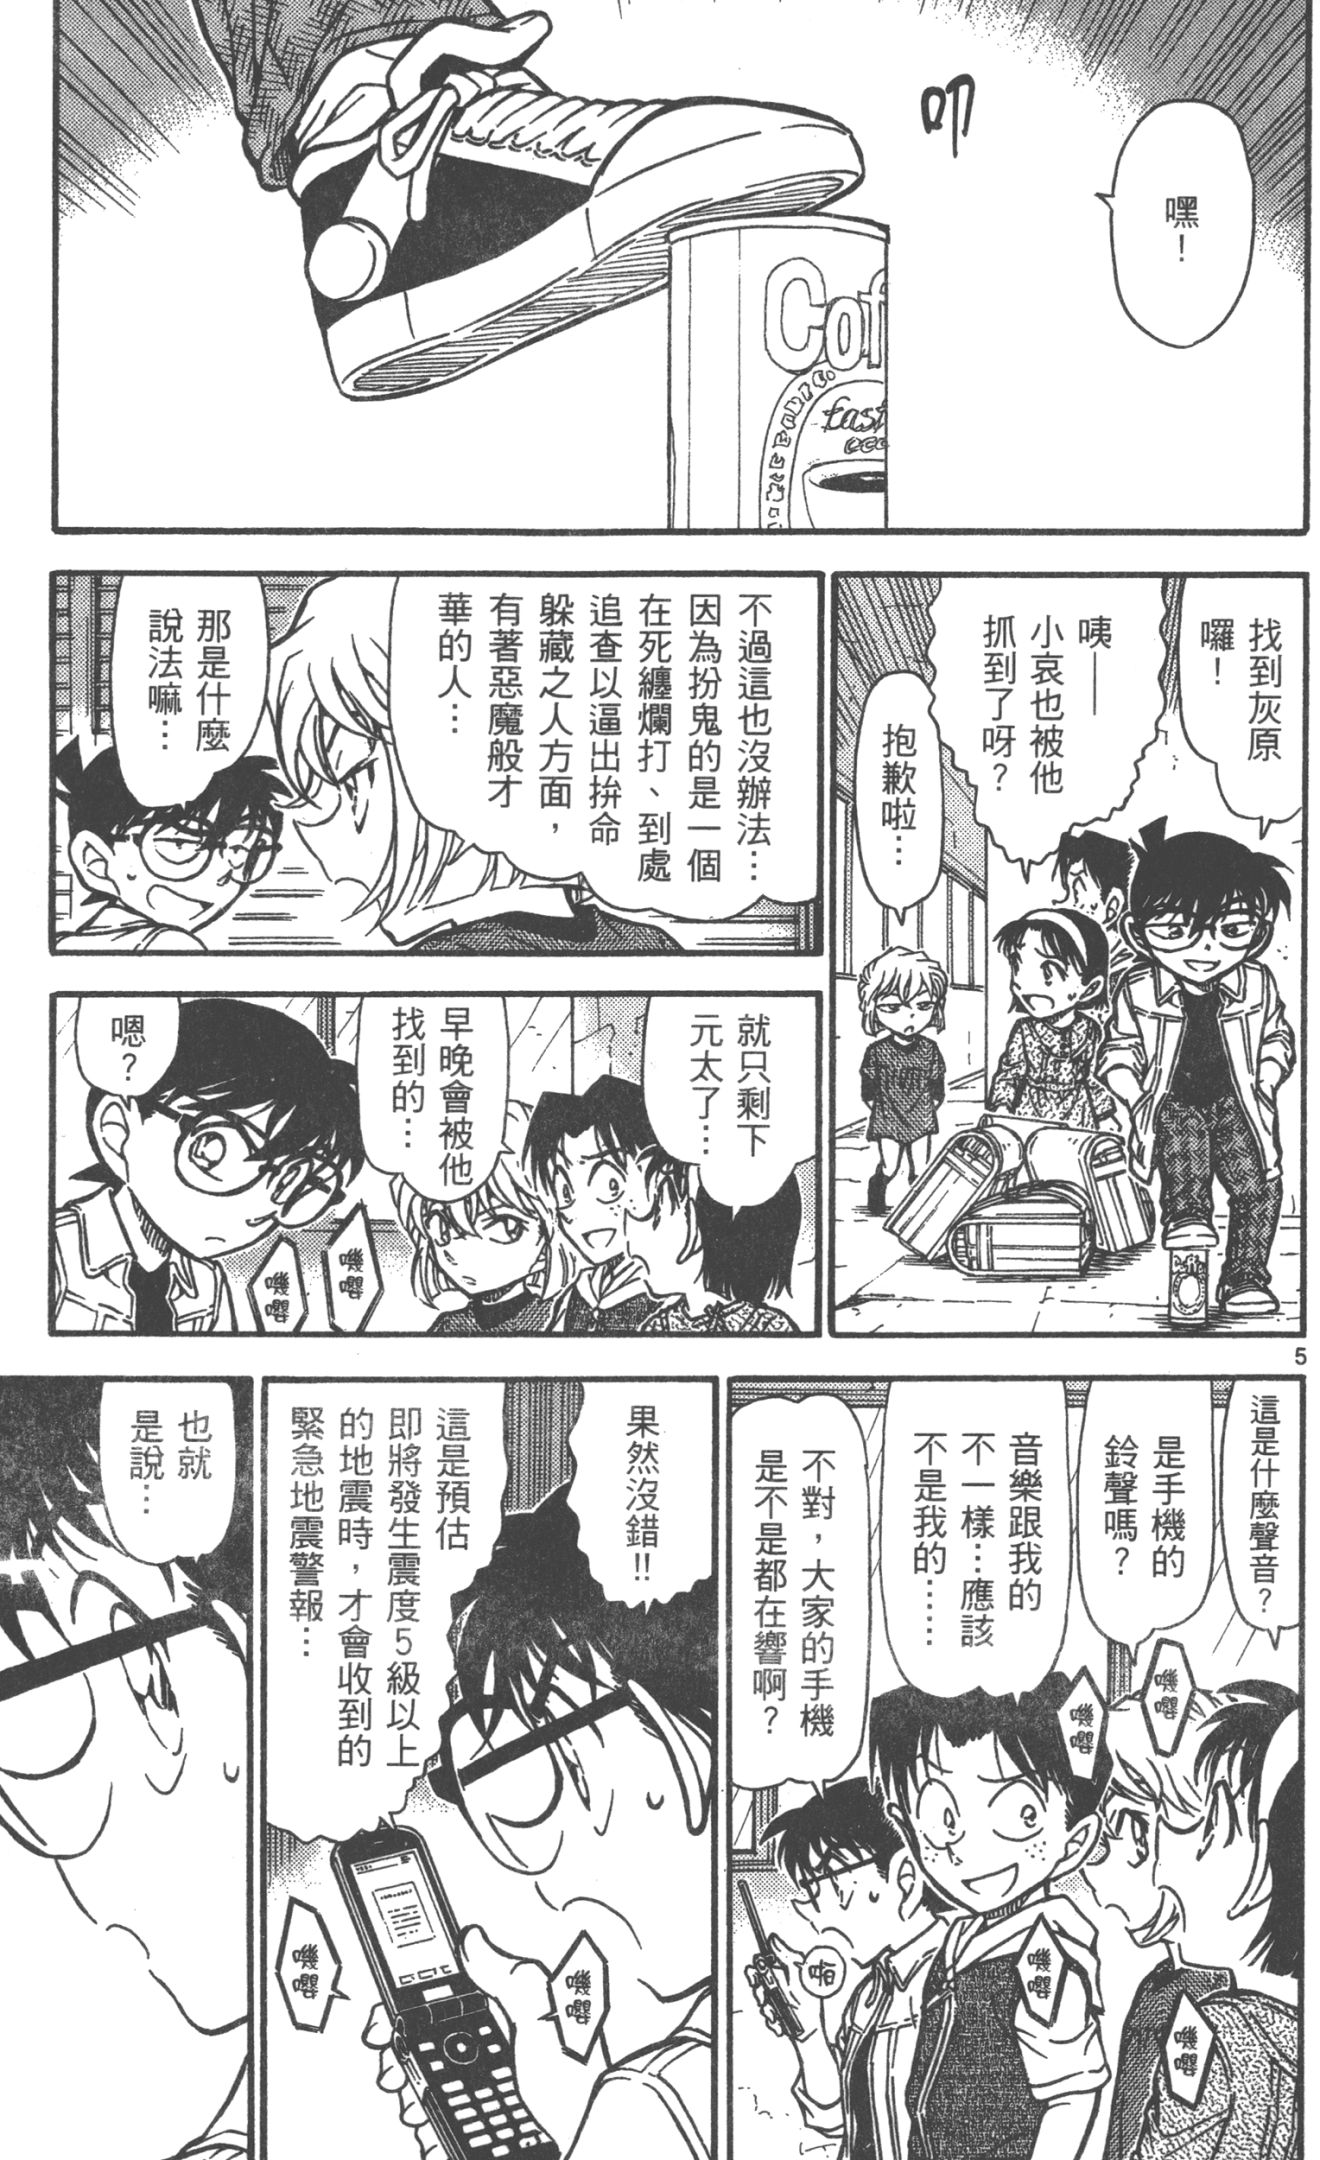 嘿！
叩
Cof
找到灰原
囉！
咦——
小哀也被他
抓到了呀？
抱歉啦…
不過這也沒辦法…
因為扮鬼的是一個
在死纏爛打、到處
追查以逼出拚命
躲藏之人方面，
有著惡魔般才
華的人…
那是什麼
說法嘛…
就只剩下
元太了…
早晚會被他
找到的…
嘰嚶
嘰嚶
嗯？
5
這是什麼聲音？
是手機的
鈴聲嗎？
音樂跟我的
不一樣…應該
不是我的……
不對，大家的手機
是不是都在響啊？
嘰嚶
嘰嚶
嘰嚶
嘰嚶
啪
果然沒錯!!
這是預估
即將發生震度5級以上
的地震時，才會收到的
緊急地震警報…
嘰嚶
嘰嚶
也就
是說…